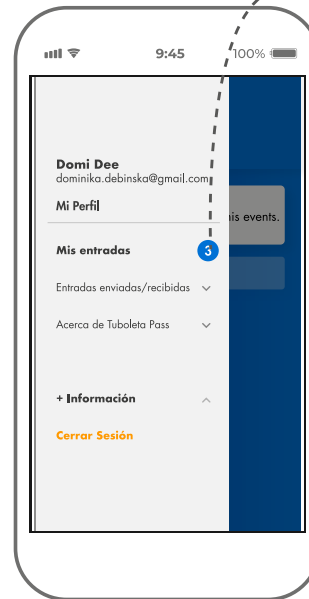 9:45
100%
Domi Dee
dominika.debinska@gmail.com
Mi Perfil
his events.
Mis entradas
3
Entradas enviadas/recibidas
Acerca de Tuboleta Pass
+ Información
Cerrar Sesión